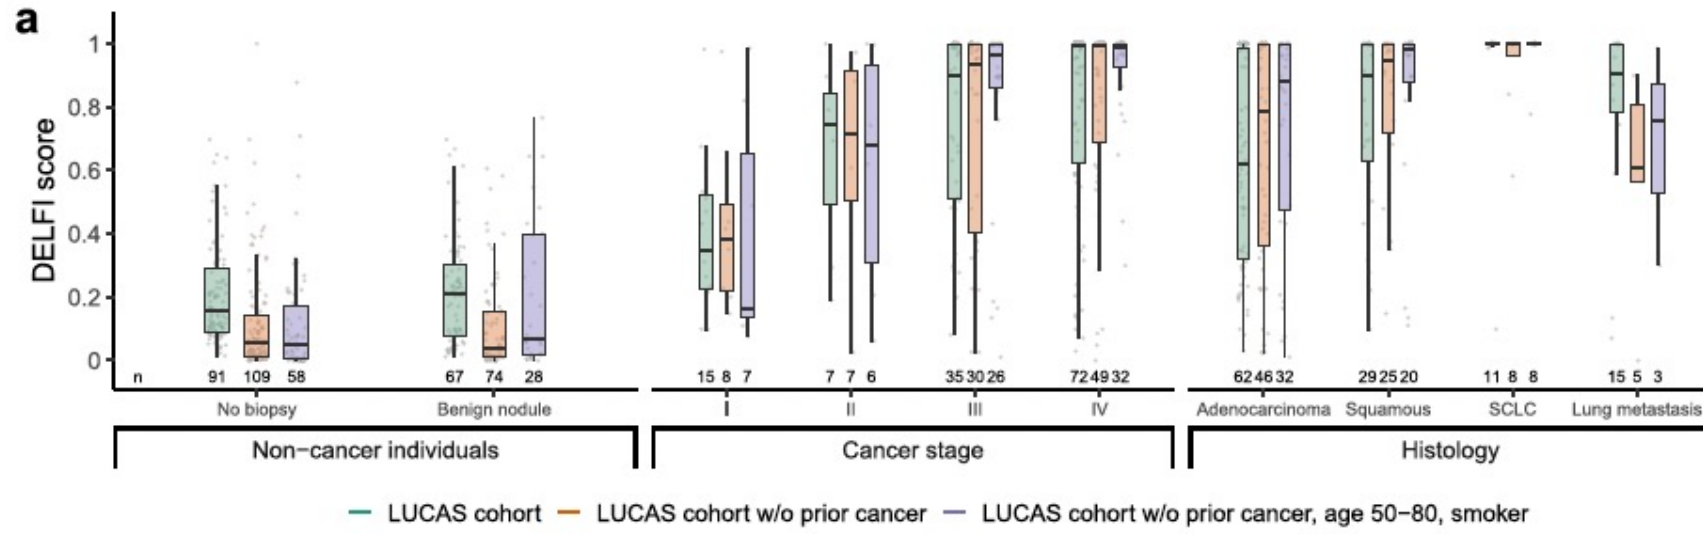 a
DELFI score
1
0.8
0.6
0.4
0.2
0
n 91 109 58 67 74 28 15 8 7 7 7 6 35 30 26 72 49 32 62 46 32 29 25 20 11 8 8 15 5 3
No biopsy Benign nodule I II III IV Adenocarcinoma Squamous SCLC Lung metastasis
Non-cancer individuals Cancer stage Histology
LUCAS cohort LUCAS cohort w/o prior cancer LUCAS cohort w/o prior cancer, age 50-80, smoker